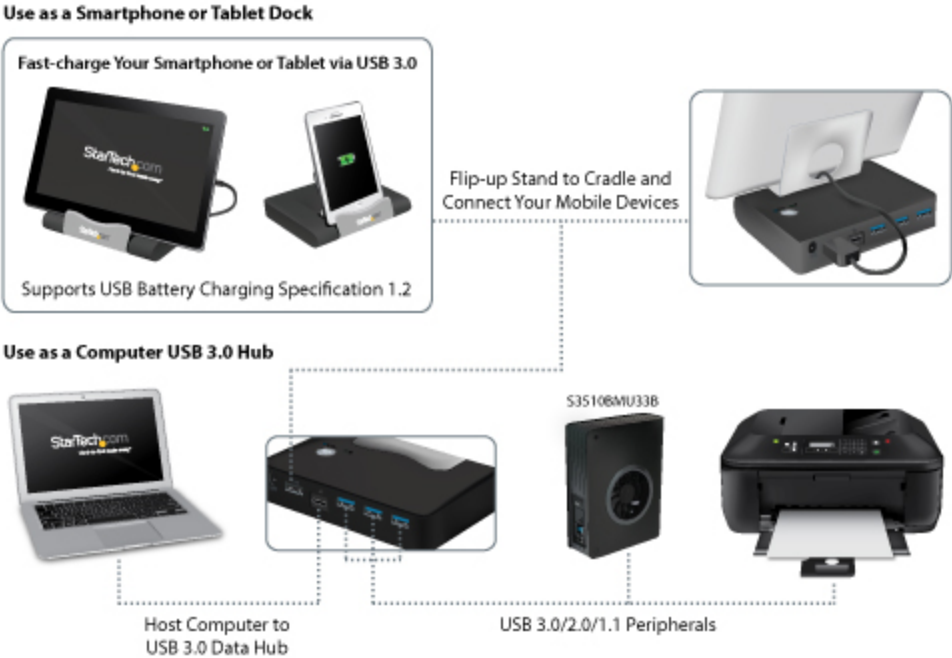 Use as a Smartphone or Tablet Dock
Fast-charge Your Smartphone or Tablet via USB 3.0
StarTech.com
Supports USB Battery Charging Specification 1.2
Flip-up Stand to Cradle and
Connect Your Mobile Devices
Use as a Computer USB 3.0 Hub
StarTech.com
S3510BMU33B
Host Computer to
USB 3.0 Data Hub
USB 3.0/2.0/1.1 Peripherals